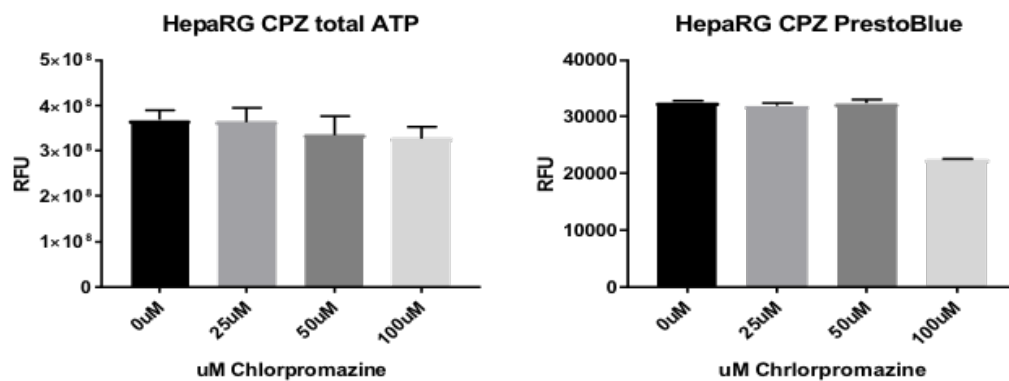 HepaRG CPZ total ATP
5×10⁸
4×10⁸
3×10⁸
2×10⁸
1×10⁸
0
RFU
0uM
25uM
50uM
100uM
uM Chlorpromazine
HepaRG CPZ PrestoBlue
40000
30000
20000
10000
0
RFU
0uM
25uM
50uM
100uM
uM Chrlorpromazine